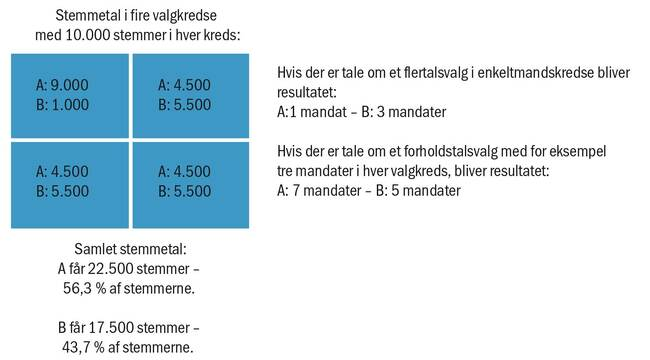 Stemmetal i fire valgkredse
med 10.000 stemmer i hver kreds:
A: 9.000
B: 1.000
A: 4.500
B: 5.500
A: 4.500
B: 5.500
A: 4.500
B: 5.500
Samlet stemmetal:
A får 22.500 stemmer –
56,3 % af stemmerne.
B får 17.500 stemmer –
43,7 % af stemmerne.
Hvis der er tale om et flertalsvalg i enkeltmandskredse bliver
resultatet:
A:1 mandat – B: 3 mandater
Hvis der er tale om et forholdstalsvalg med for eksempel
tre mandater i hver valgkreds, bliver resultatet:
A: 7 mandater – B: 5 mandater